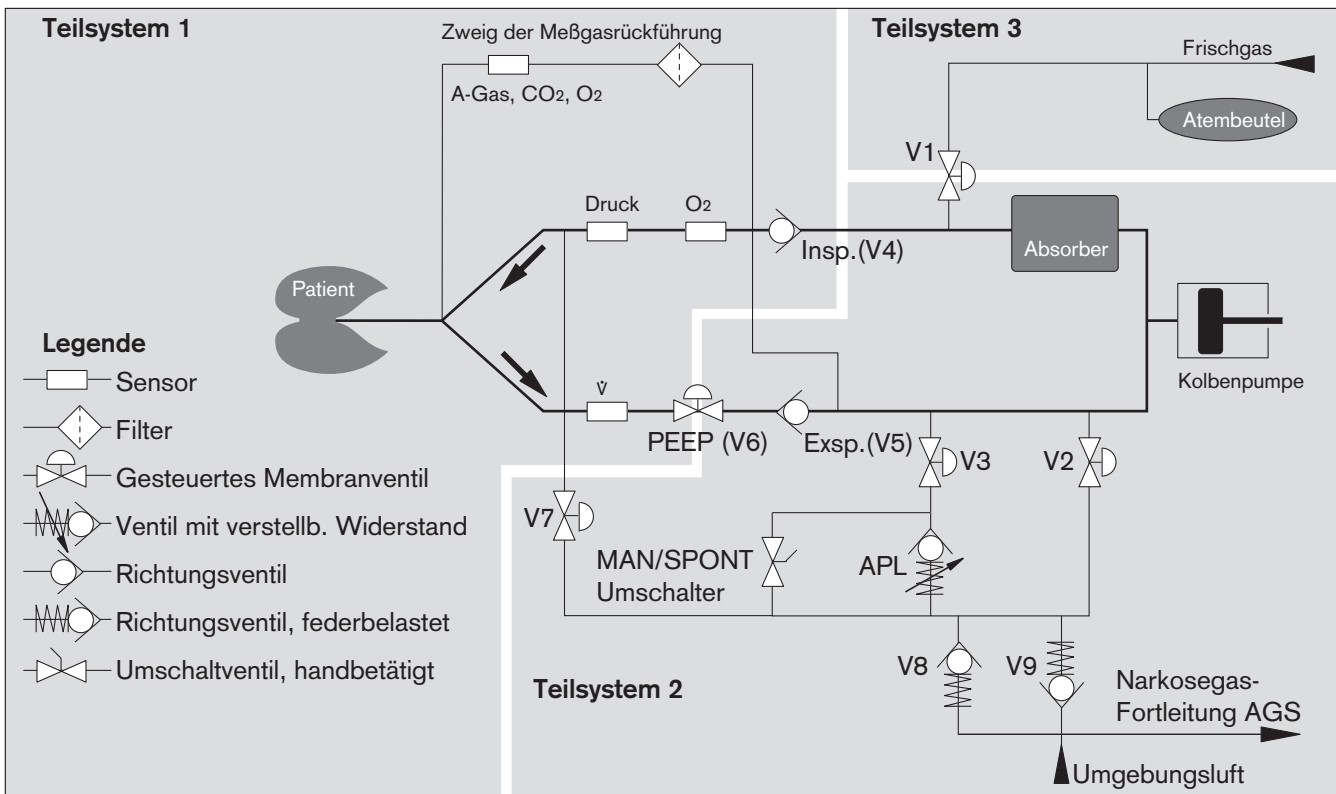 Teilsystem 1
Zweig der Meßgasrückführung
A-Gas, CO2, O2
Teilsystem 3
Frischgas
Atembeutel
V1
Druck
O2
Insp.(V4)
Absorber
Patient
Kolbenpumpe
Legende
Sensor
Filter
Gesteuertes Membranventil
Ventil mit verstellb. Widerstand
Richtungsventil
Richtungsventil, federbelastet
Umschaltventil, handbetätigt
V̇
PEEP (V6)
Exsp.(V5)
V3
V2
V7
MAN/SPONT
Umschalter
APL
V8
V9
Teilsystem 2
Narkosegas-
Fortleitung AGS
Umgebungsluft